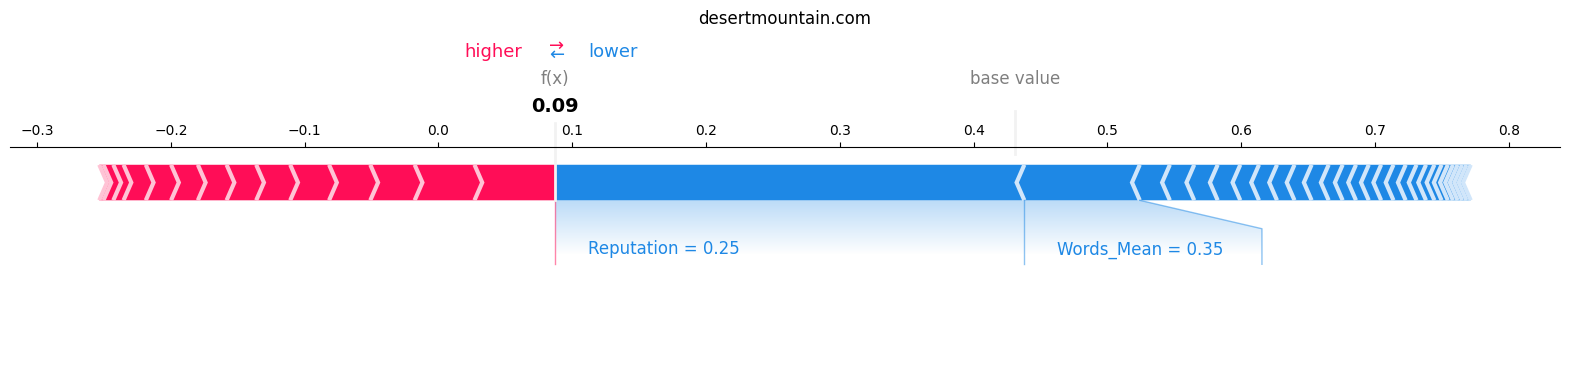 desertmountain.com
higher → lower
←
f(x) base value
0.09
−0.3 −0.2 −0.1 0.0 0.1 0.2 0.3 0.4 0.5 0.6 0.7 0.8
Reputation = 0.25 Words_Mean = 0.35